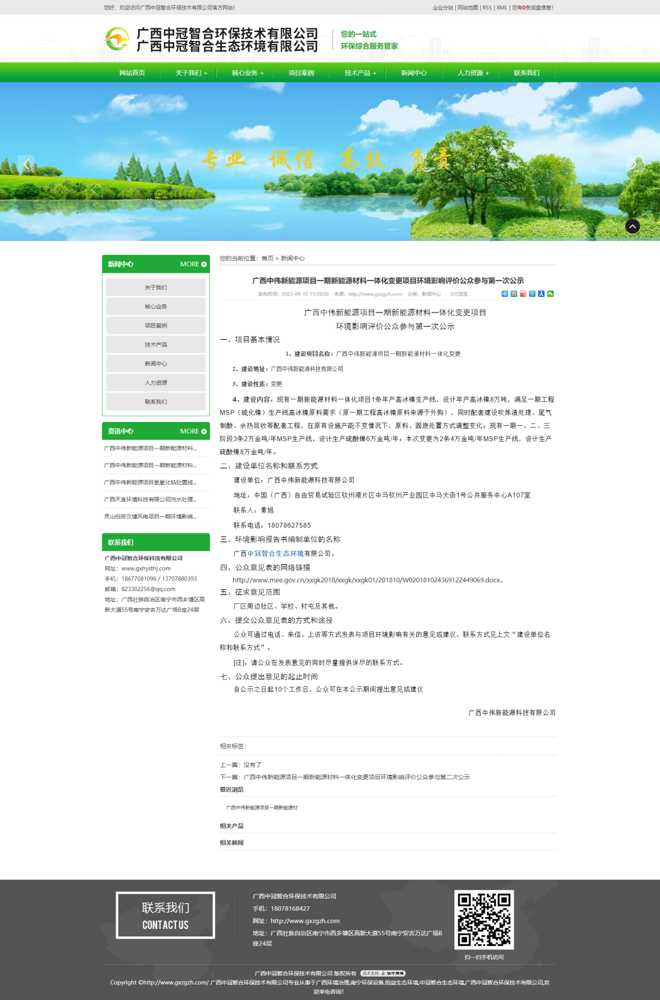 您好，欢迎访问广西中冠智合环保技术有限公司官方网站！
企业分站 | 网站地图 | RSS | XML | 您有0条询盘信息！
广西中冠智合环保技术有限公司
广西中冠智合生态环境有限公司
您的一站式
环保综合服务管家
网站首页 关于我们 + 核心业务 + 项目案例 技术产品 + 新闻中心 人力资源 + 联系我们
专业 诚信 高效 负责
新闻中心 MORE
关于我们
核心业务
项目案例
技术产品
新闻中心
人力资源
联系我们
资讯中心 MORE
广西中伟新能源项目一期新能源材料...
广西中伟新能源项目一期新能源材料...
广西中伟新能源项目氨氧化钴处置线...
广西天宜环境科技有限公司污水处理...
灵山伯劳汉塘风电项目一期环境影响...
联系我们
广西中冠智合环保科技有限公司
网址：www.gxhysthj.com
手机：18677081096 / 13707880393
邮箱：823302256@qq.com
地址：广西壮族自治区南宁市西乡塘区高
新大道55号南宁安吉万达广场B座24层
您的当前位置：首页 > 新闻中心
广西中伟新能源项目一期新能源材料一体化变更项目环境影响评价公众参与第一次公示
发布时间：2023-09-15 15:59:00 来源：http://www.gxzgzh.com 分类：新闻中心 0次浏览
广西中伟新能源项目一期新能源材料一体化变更项目
环境影响评价公众参与第一次公示
一、项目基本情况
1、建设项目名称：广西中伟新能源项目一期新能源材料一体化变更
2、建设地址：广西中伟新能源科技有限公司
3、建设性质：变更
4、建设内容：现有一期新能源材料一体化项目1条年产高冰镍生产线，设计年产高冰镍8万吨，满足一期工程
MSP（硫化镍）生产线高冰镍原料需求（原一期工程高冰镍原料来源于外购），同时配套建设吹炼渣处理、尾气
制酸、余热回收等配套工程，在原有设施产能不变情况下，原料、固废处置方式调整变化：现有一期一、二、三
阶段3条2万金吨/年MSP生产线，设计生产硫酸镍6万金吨/年；本次变更为2条4万金吨/年MSP生产线，设计生产
硫酸镍8万金吨/年。
二、建设单位名称和联系方式
建设单位：广西中伟新能源科技有限公司
地址：中国（广西）自由贸易试验区钦州港片区中马钦州产业园区中马大街1号公共服务中心A107室
联系人：黄旭
联系电话：18078627585
三、环境影响报告书编制单位的名称
广西中冠智合生态环境有限公司。
四、公众意见表的网络链接
http://www.mee.gov.cn/xxgk2018/xxgk/xxgk01/201810/W020181024369122449069.docx。
五、征求意见范围
厂区周边社区、学校、村屯及其他。
六、提交公众意见表的方式和途径
公众可通过电话、来信、上访等方式发表与项目环境影响有关的意见或建议，联系方式见上文“建设单位名
称和联系方式”。
[注]：请公众在发表意见的同时尽量提供详尽的联系方式。
七、公众提出意见的起止时间
自公示之日起10个工作日，公众可在本公示期间提出意见或建议
广西中伟新能源科技有限公司
相关标签：
上一篇：没有了
下一篇：广西中伟新能源项目一期新能源材料一体化变更项目环境影响评价公众参与第二次公示
最近浏览
广西中伟新能源项目一期新能源材
相关产品
相关新闻
联系我们
CONTACT US
广西中冠智合环保技术有限公司
手机：18078168427
网址：http://www.gxzgzh.com
地址：广西壮族自治区南宁市西乡塘区高新大道55号南宁安吉万达广场B
座24层
扫一扫手机访问
广西中冠智合环保技术有限公司 版权所有 技术支持
Copyright ©http://www.gxzgzh.com/ 广西中冠智合环保技术有限公司专业从事于广西环境治理,南宁环保设备,恒益生态环境,中冠智合生态环境,广西中冠智合环保技术有限公司,欢
迎来电咨询！